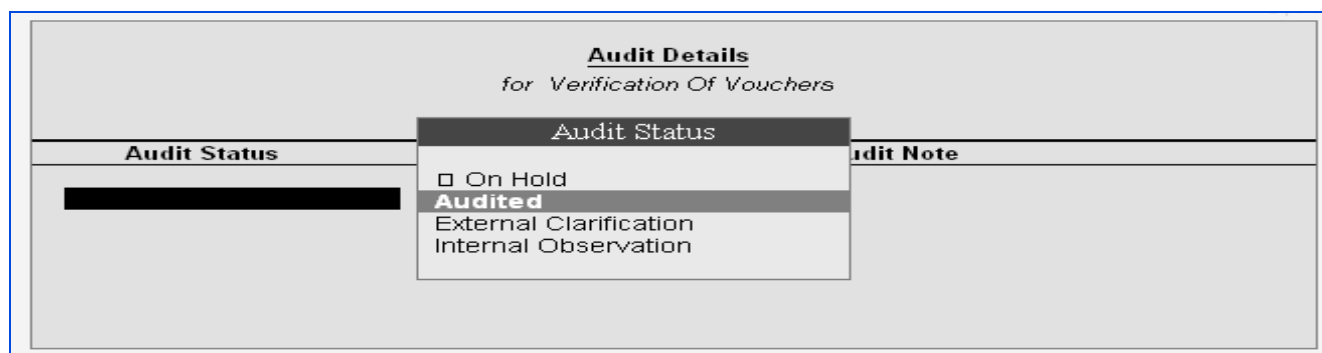 Audit Details
for Verification Of Vouchers
Audit Status
Audit Status
udit Note
On Hold
Audited
External Clarification
Internal Observation